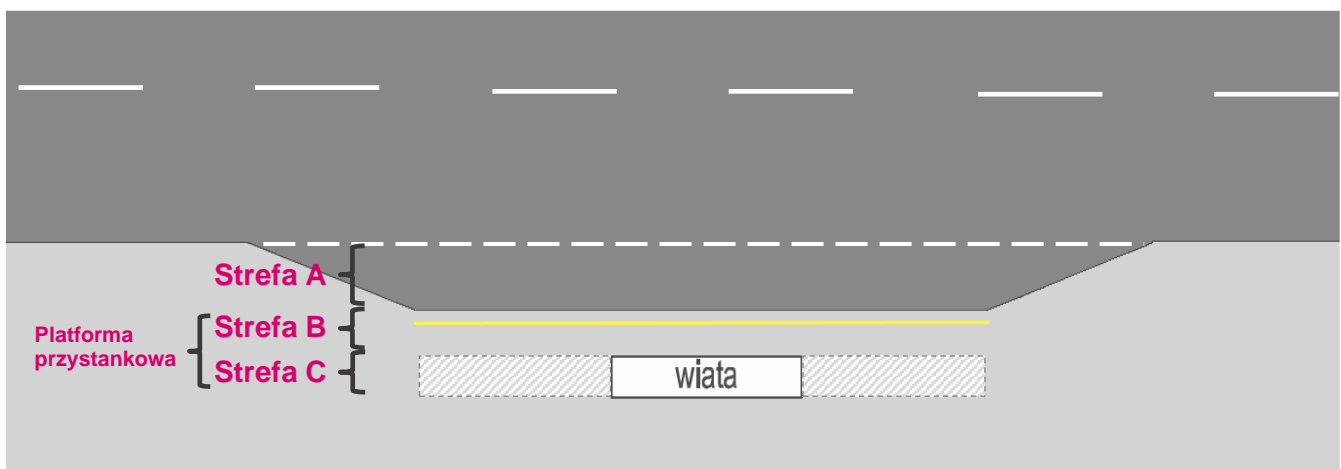 Strefa A
Platforma
przystankowa
Strefa B
Strefa C
wiata